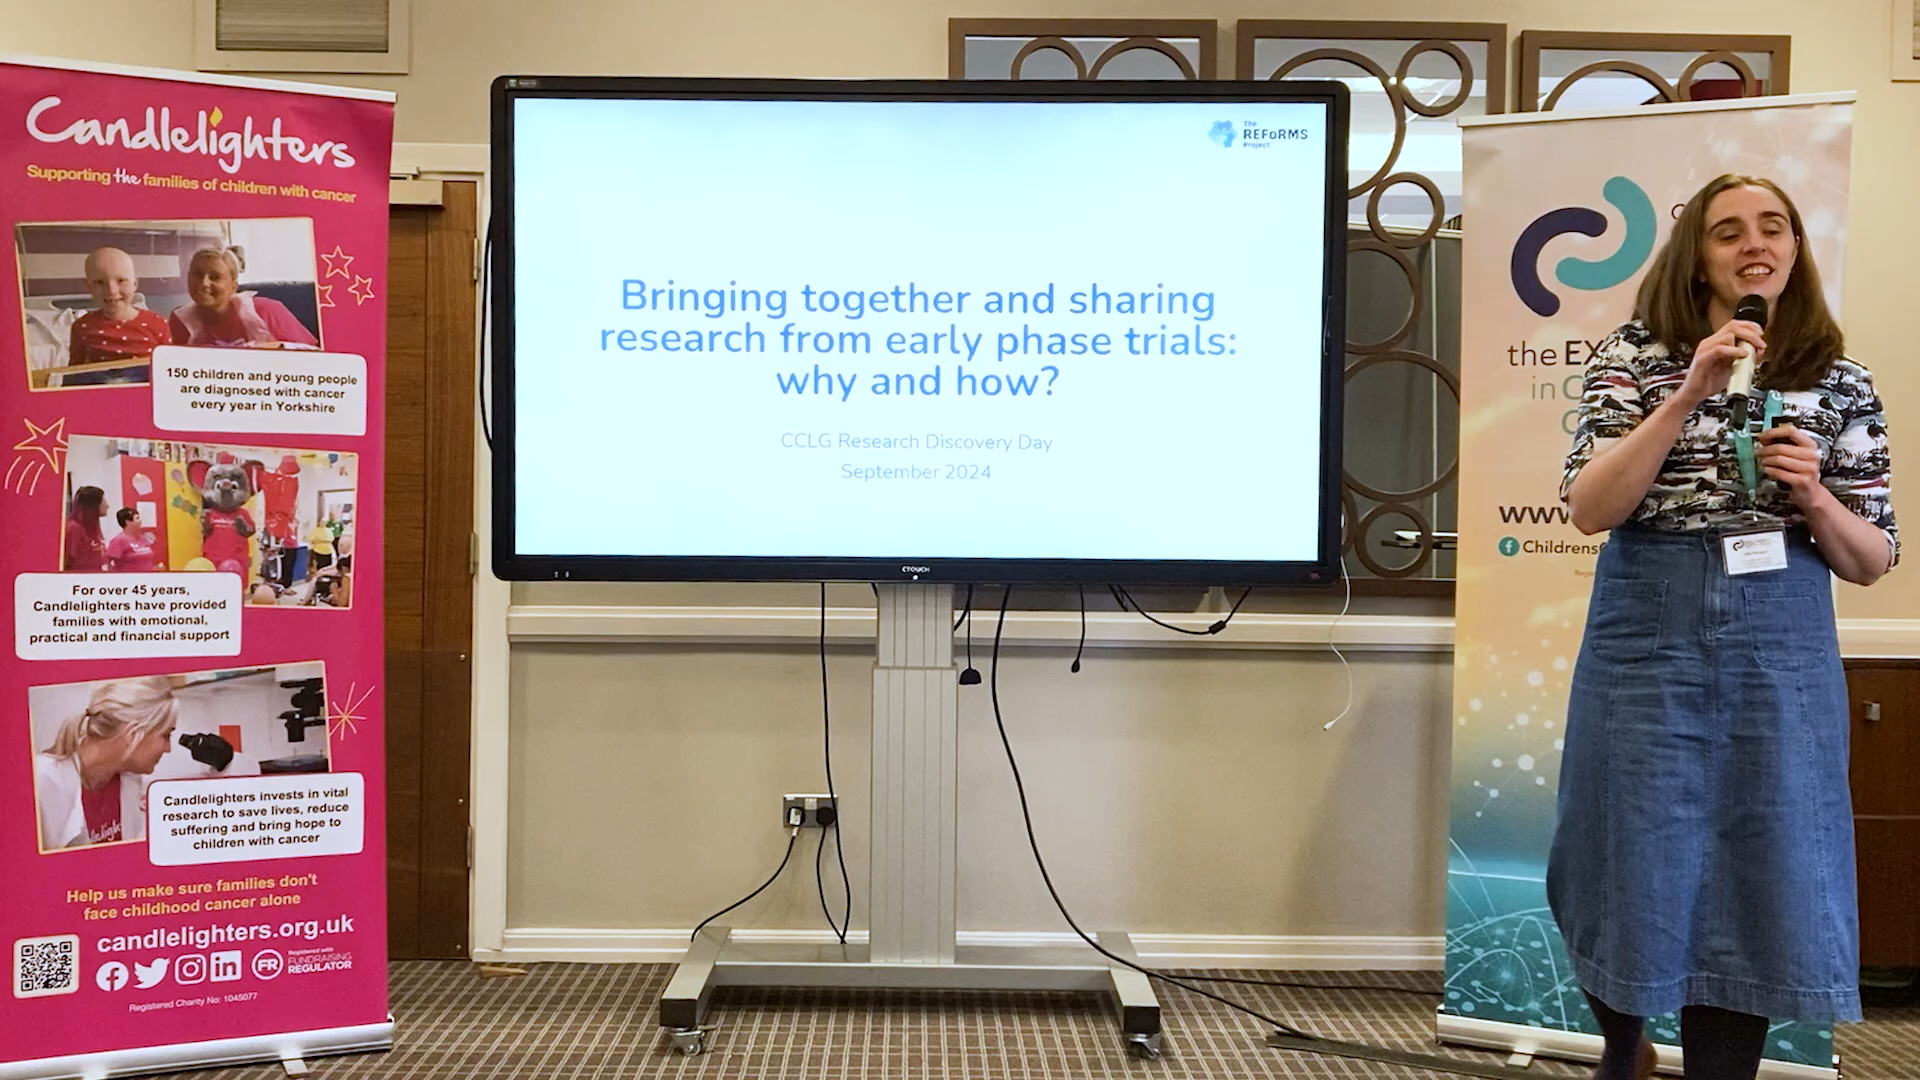 Candlelighters
Supporting the families of children with cancer
150 children and young people
are diagnosed with cancer
every year in Yorkshire
For over 45 years,
Candlelighters have provided
families with emotional,
practical and financial support
Candlelighters invests in vital
research to save lives, reduce
suffering and bring hope to
children with cancer
Help us make sure families don't
face childhood cancer alone
candlelighters.org.uk
Registered with
FUNDRAISING
REGULATOR
FR
Registered Charity No: 1045077
The
REFoRMS
Project
Bringing together and sharing
research from early phase trials:
why and how?
CCLG Research Discovery Day
September 2024
CTOUCH
the EX
in C
www
Childrens